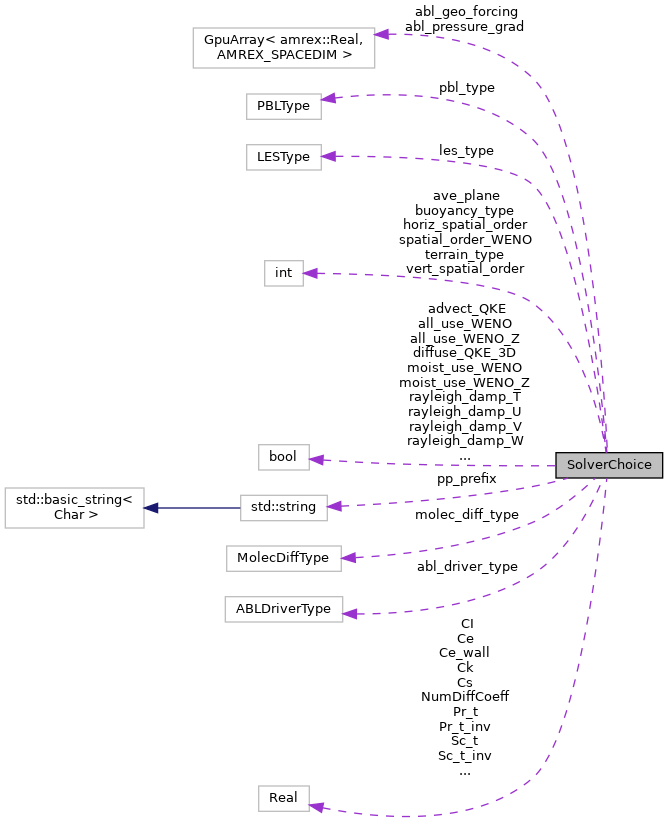 abl_geo_forcing
abl_pressure_grad
GpuArray< amrex::Real,
AMREX_SPACEDIM >
pbl_type
PBLType
les_type
LESType
ave_plane
buoyancy_type
horiz_spatial_order
spatial_order_WENO
terrain_type
vert_spatial_order
int
advect_QKE
all_use_WENO
all_use_WENO_Z
diffuse_QKE_3D
moist_use_WENO
moist_use_WENO_Z
rayleigh_damp_T
rayleigh_damp_U
rayleigh_damp_V
rayleigh_damp_W
...
bool
SolverChoice
pp_prefix
std::basic_string<
Char >
std::string
molec_diff_type
MolecDiffType
abl_driver_type
ABLDriverType
CI
Ce
Ce_wall
Ck
Cs
NumDiffCoeff
Pr_t
Pr_t_inv
Sc_t
Sc_t_inv
...
Real